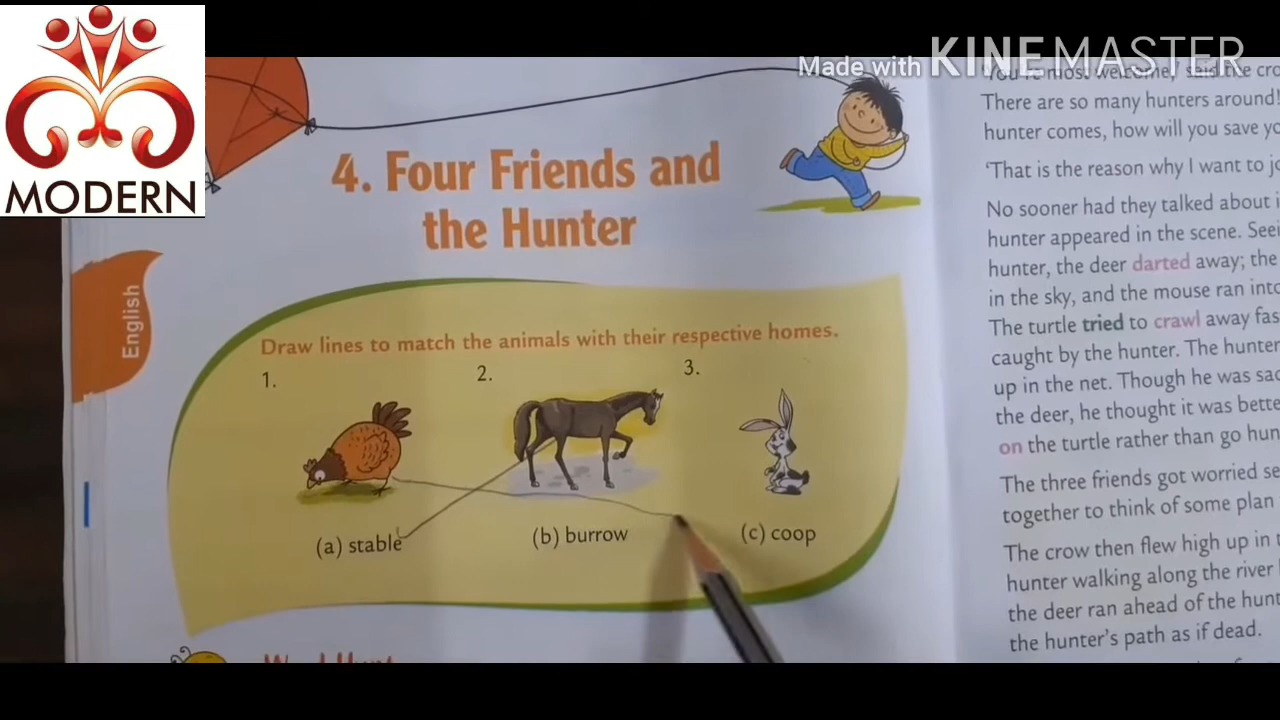 MODERN
Made with KINEMASTER
English
4. Four Friends and
the Hunter
Draw lines to match the animals with their respective homes.
1.
2.
3.
(a) stable
(b) burrow
(c) coop
'You're most welcome,' said the
There are so many hunters around!
hunter comes, how will you save
'That is the reason why I want to
No sooner had they talked about
hunter appeared in the scene.
hunter, the deer darted away; the
in the sky, and the mouse ran
The turtle tried to crawl away
caught by the hunter. The hunter
up in the net. Though he was
the deer, he thought it was
on the turtle rather than go
The three friends got worried
together to think of some plan
The crow then flew high up in
hunter walking along the river
the deer ran ahead of the
the hunter's path as if dead.